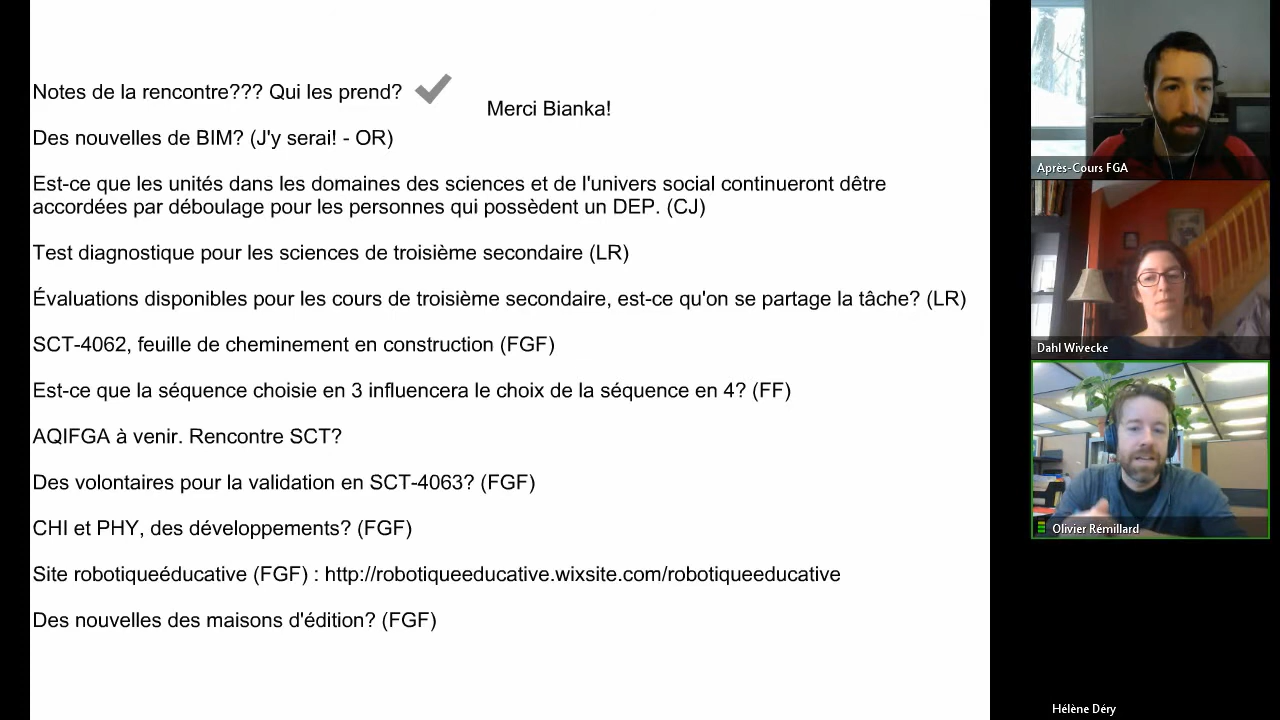 Notes de la rencontre??? Qui les prend?
Merci Bianka!
Des nouvelles de BIM? (J'y serai! - OR)
Est-ce que les unités dans les domaines des sciences et de l'univers social continueront dêtre
accordées par déboulage pour les personnes qui possèdent un DEP. (CJ)
Test diagnostique pour les sciences de troisième secondaire (LR)
Évaluations disponibles pour les cours de troisième secondaire, est-ce qu'on se partage la tâche? (LR)
SCT-4062, feuille de cheminement en construction (FGF)
Est-ce que la séquence choisie en 3 influencera le choix de la séquence en 4? (FF)
AQIFGA à venir. Rencontre SCT?
Des volontaires pour la validation en SCT-4063? (FGF)
CHI et PHY, des développements? (FGF)
Site robotiqueéducative (FGF) : http://robotiqueeducative.wixsite.com/robotiqueeducative
Des nouvelles des maisons d'édition? (FGF)
Après-Cours FGA
Dahl Wivecke
Olivier Rémillard
Hélène Déry